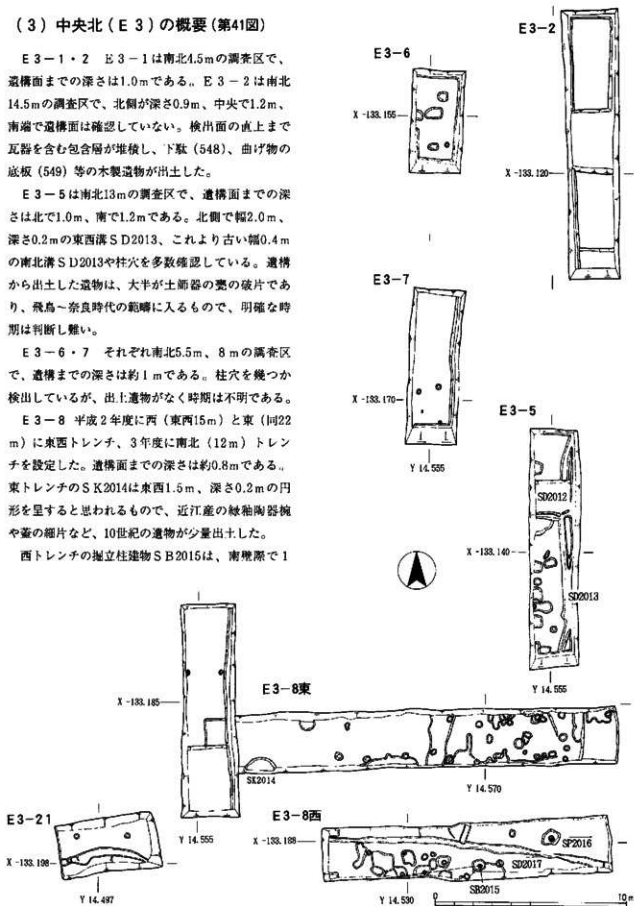 (3) 中央北(E3)の概要(第41図)
E3-1・2 E3-1は南北4.5mの調査区で、
遺構面までの深さは1.0mである。E3-2は南北
14.5mの調査区で、北側が深さ0.9m、中央で1.2m、
南端で遺構面は確認していない。検出面の直上まで
瓦器を含む包含層が堆積し、下駄(548)、曲げ物の
底板(549)等の木製遺物が出土した。
E3-5は南北13mの調査区で、遺構面までの深
さは北で1.0m、南で1.2mである。北側で幅2.0m、
深さ0.2mの東西溝SD2013、これより古い幅0.4m
の南北溝SD2013や柱穴を多数確認している。遺構
から出土した遺物は、大半が土師器の甕の破片であ
り、飛鳥~奈良時代の範疇に入るもので、明確な時
期は判断し難い。
E3-6・7 それぞれ南北5.5m、8mの調査区
で、遺構までの深さは約1mである。柱穴を幾つか
検出しているが、出土遺物がなく時期は不明である。
E3-8 平成2年度に西(東西15m)と東(同22
m)に東西トレンチ、3年度に南北(12m)トレン
チを設定した。遺構面までの深さは約0.8mである。
東トレンチのSK2014は東西1.5m、深さ0.2mの円
形を呈すると思われるもので、近江産の緑釉陶器椀
や蓋の細片など、10世紀の遺物が少量出土した。
西トレンチの掘立柱建物SB2015は、南壁際で1
E3-6
X -133.155
E3-2
X -133.120
E3-7
X -133.170
Y 14.555
E3-5
SD2012
X -133.140
SD2013
Y 14.555
X -133.185
E3-8東
SK2014
Y 14.555
Y 14.570
E3-21
X -133.198
Y 14.497
E3-8西
X -133.188
SP2016
SD2017
SB2015
Y 14.530
0
10m